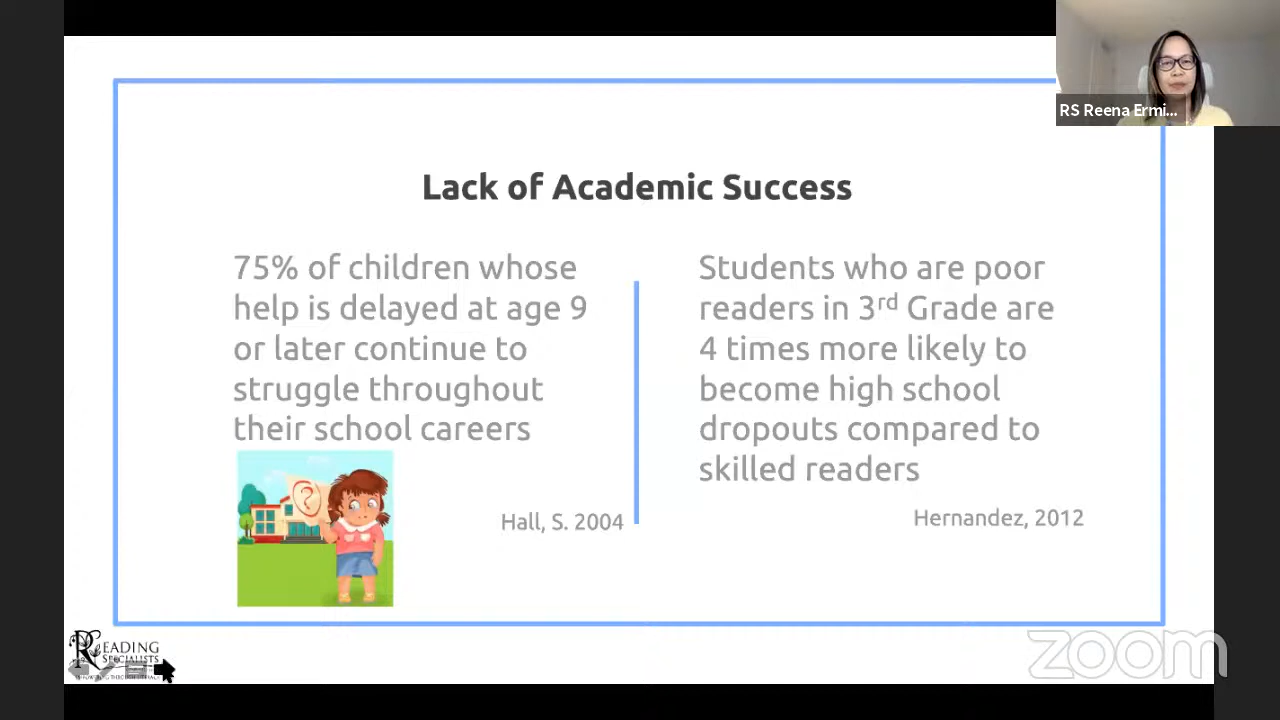 RS Reena Ermi...
Lack of Academic Success
75% of children whose
help is delayed at age 9
or later continue to
struggle throughout
their school careers
Hall, S. 2004
Students who are poor
readers in 3rd Grade are
4 times more likely to
become high school
dropouts compared to
skilled readers
Hernandez, 2012
?
READING
SPECIALISTS
zoom